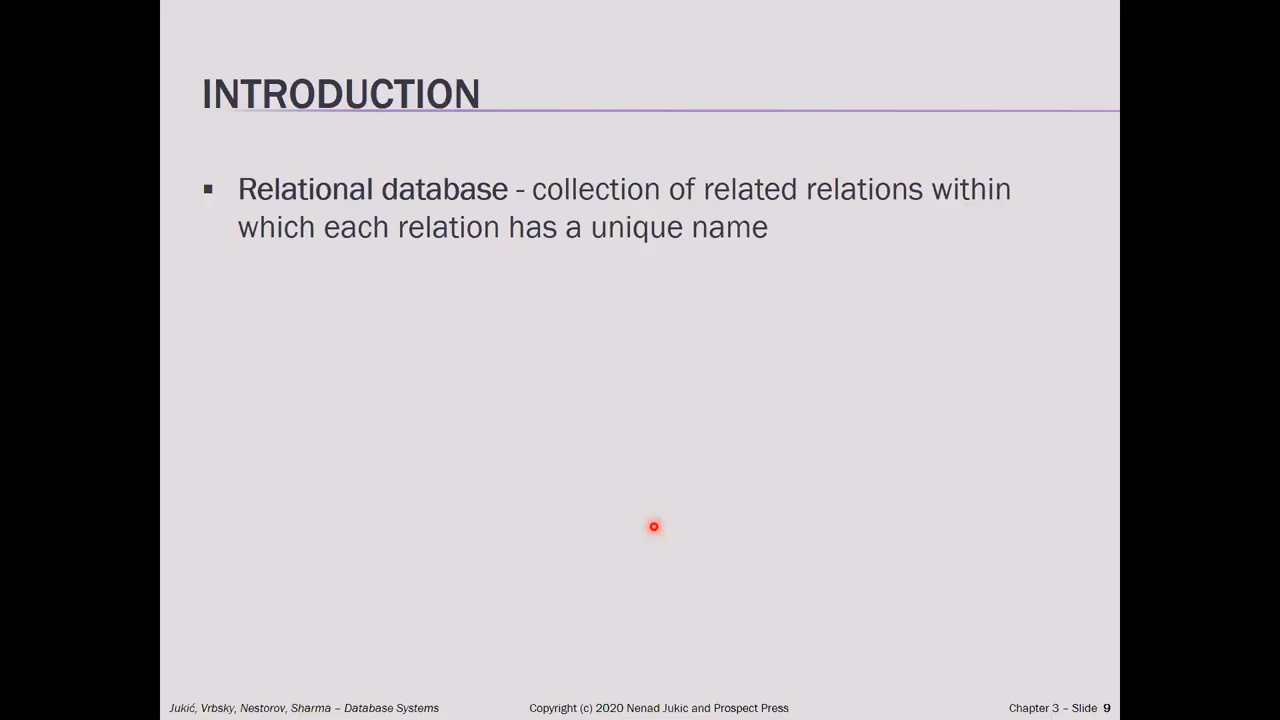 INTRODUCTION
▪ Relational database - collection of related relations within
which each relation has a unique name
Jukić, Vrbsky, Nestorov, Sharma – Database Systems
Copyright (c) 2020 Nenad Jukic and Prospect Press
Chapter 3 – Slide 9